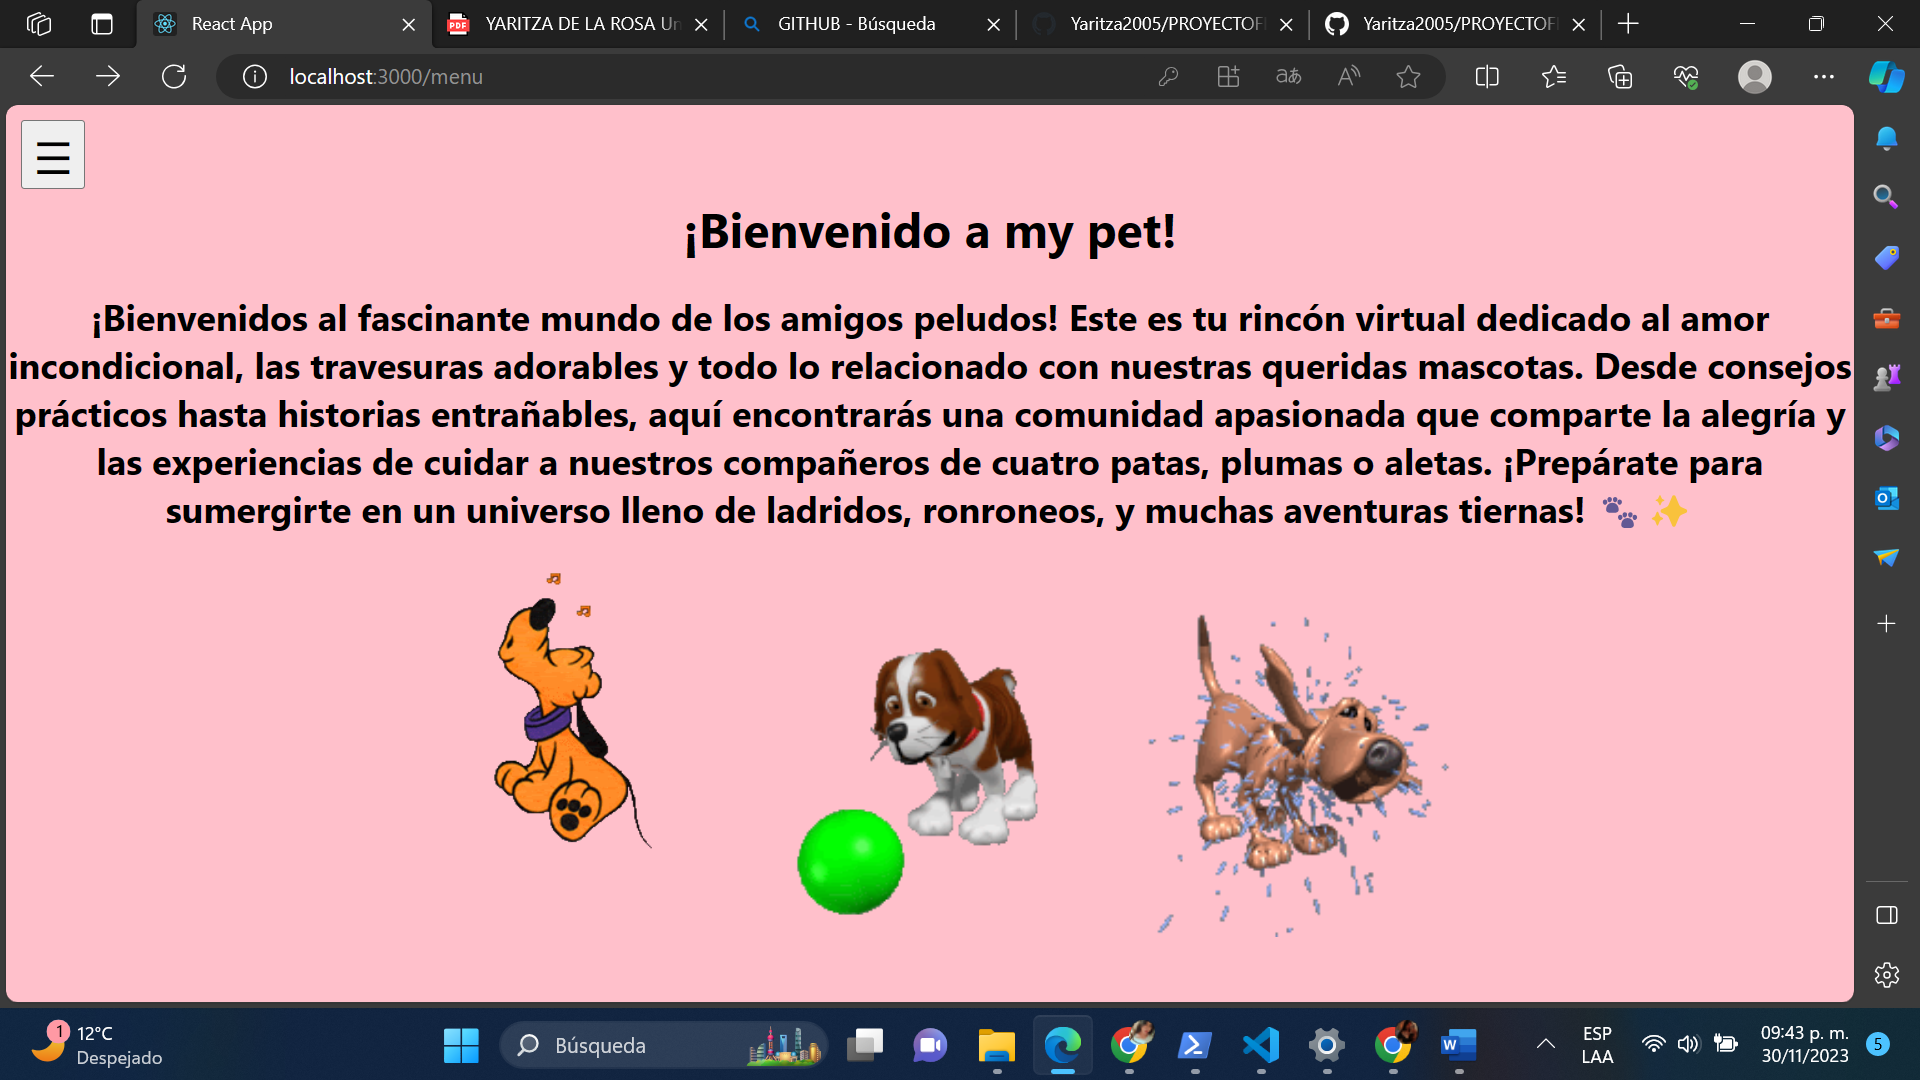 React App
YARITZA DE LA ROSA Un
GITHUB - Búsqueda
Yaritza2005/PROYECTOFI
Yaritza2005/PROYECTOFI
localhost:3000/menu
¡Bienvenido a my pet!
¡Bienvenidos al fascinante mundo de los amigos peludos! Este es tu rincón virtual dedicado al amor
incondicional, las travesuras adorables y todo lo relacionado con nuestras queridas mascotas. Desde consejos
prácticos hasta historias entrañables, aquí encontrarás una comunidad apasionada que comparte la alegría y
las experiencias de cuidar a nuestros compañeros de cuatro patas, plumas o aletas. ¡Prepárate para
sumergirte en un universo lleno de ladridos, ronroneos, y muchas aventuras tiernas! 🐾 ✨
1
12°C
Despejado
Búsqueda
ESP
LAA
09:43 p. m.
30/11/2023
5